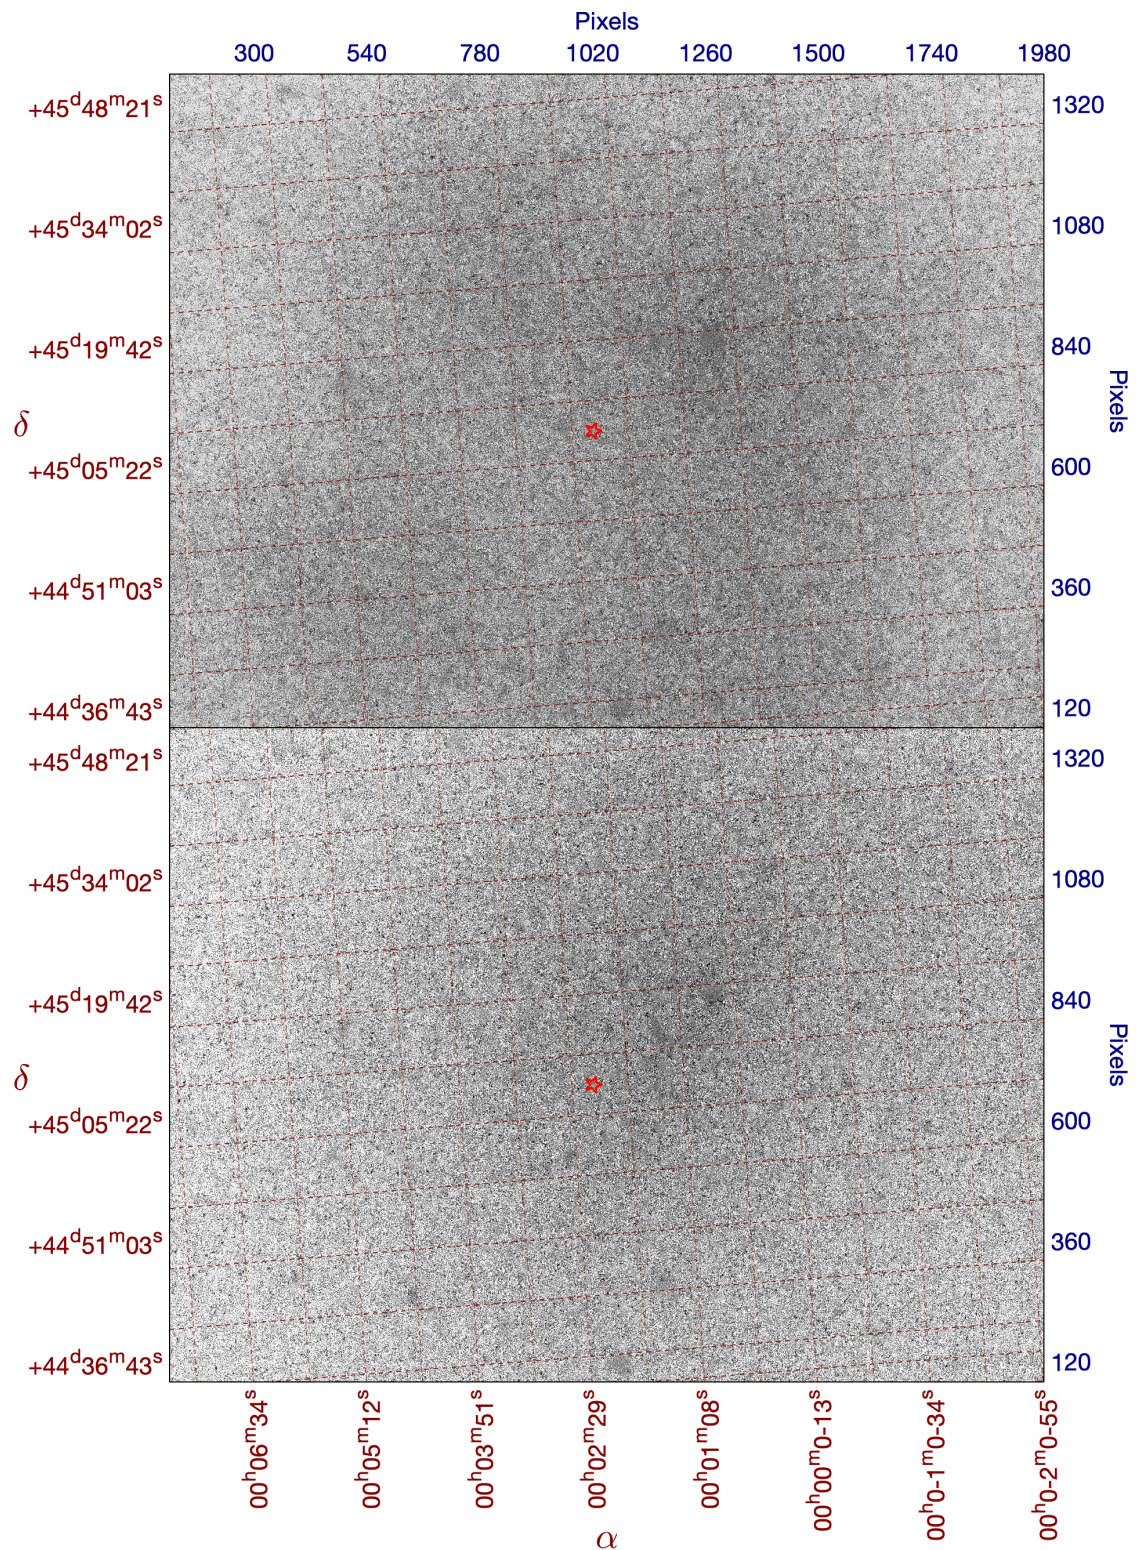 Pixels
300 540 780 1020 1260 1500 1740 1980
+45d48m21s 1320
+45d34m02s 1080
+45d19m42s 840
Pixels
δ
+45d05m22s 600
+44d51m03s 360
+44d36m43s 120
+45d48m21s 1320
+45d34m02s 1080
+45d19m42s 840
Pixels
δ
+45d05m22s 600
+44d51m03s 360
+44d36m43s 120
00h06m34s 00h05m12s 00h03m51s 00h02m29s 00h01m08s 00h00m0-13s 00h0-1m0-34s 00h0-2m0-55s
α